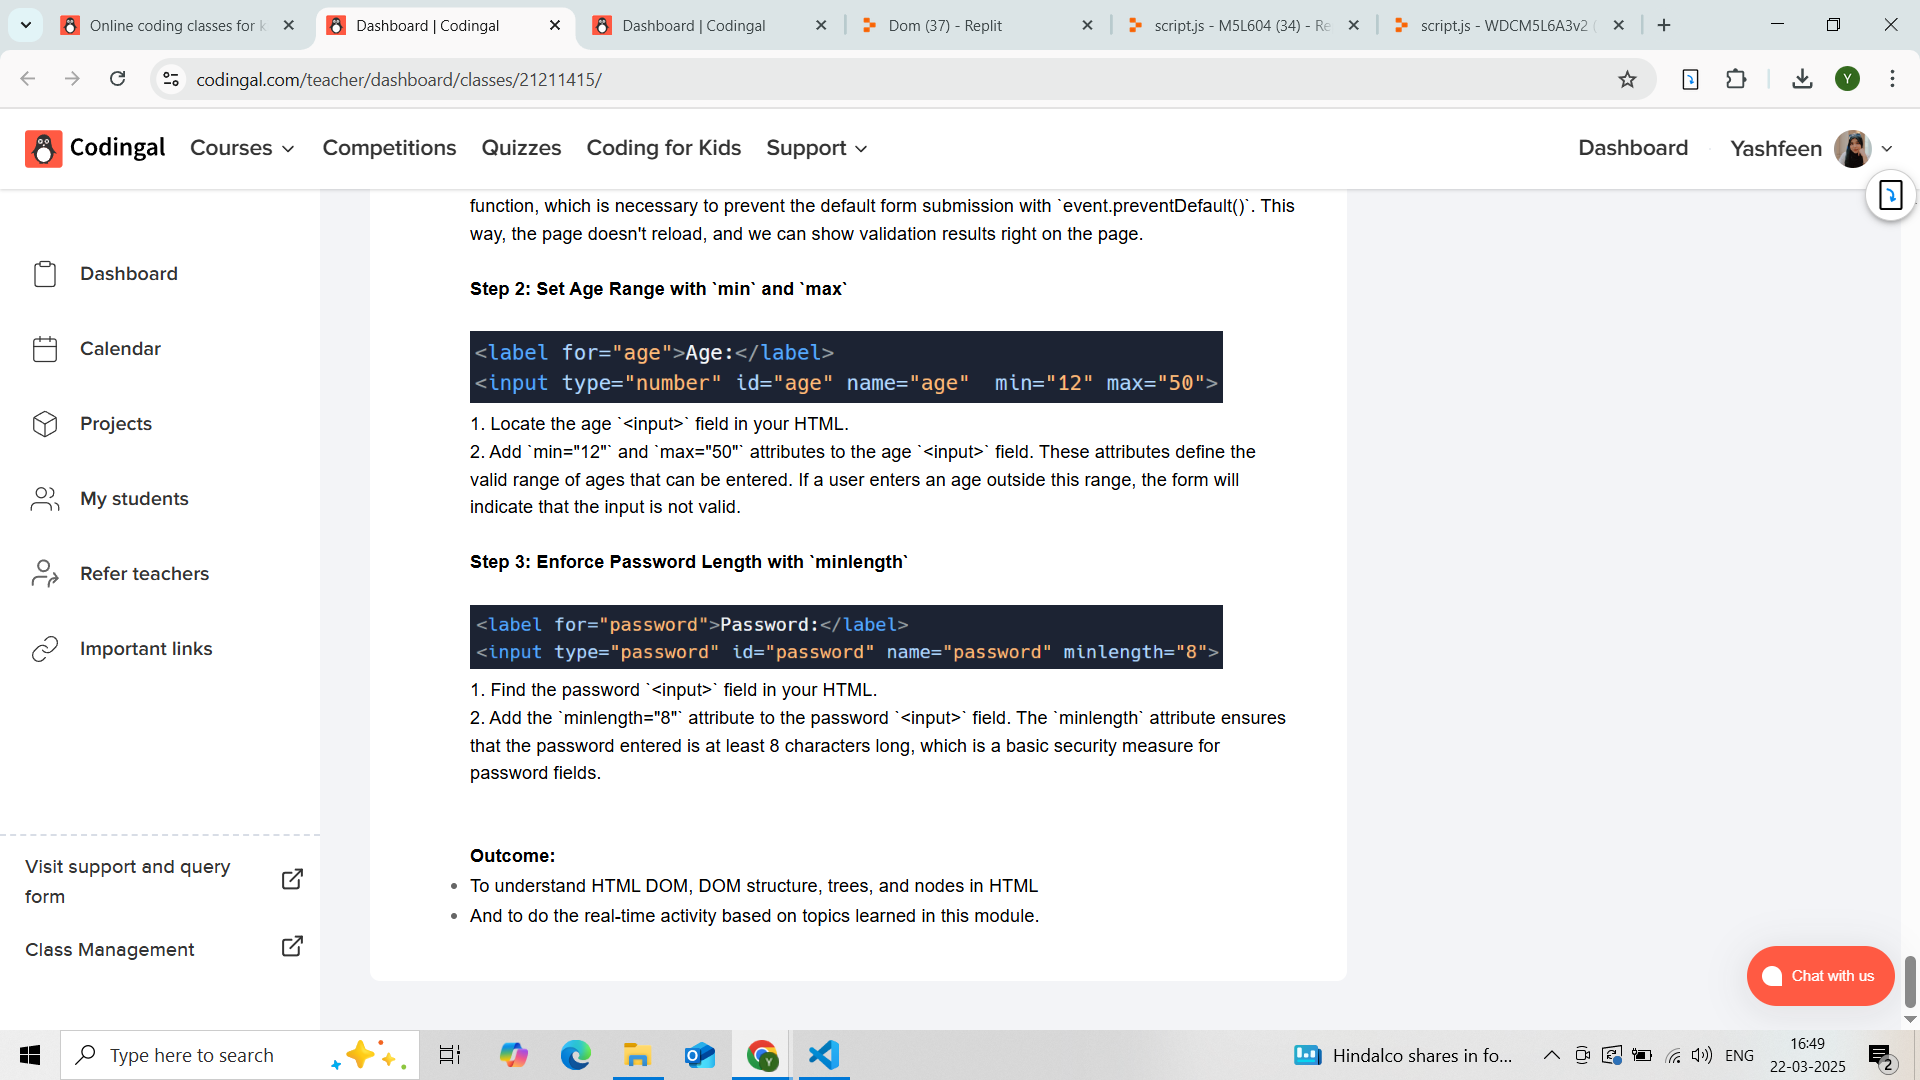 Online coding classes for k
Dashboard | Codingal
Dashboard | Codingal
Dom (37) - Replit
script.js - M5L604 (34) - Re
script.js - WDCM5L6A3v2 (
codingal.com/teacher/dashboard/classes/21211415/
Y
Codingal
Courses
Competitions
Quizzes
Coding for Kids
Support
Dashboard
Yashfeen
Dashboard
Calendar
Projects
My students
Refer teachers
Important links
Visit support and query
form
Class Management
function, which is necessary to prevent the default form submission with `event.preventDefault()`. This
way, the page doesn't reload, and we can show validation results right on the page.
Step 2: Set Age Range with `min` and `max`
<label for="age">Age:</label>
<input type="number" id="age" name="age"  min="12" max="50">
1. Locate the age `<input>` field in your HTML.
2. Add `min="12"` and `max="50"` attributes to the age `<input>` field. These attributes define the
valid range of ages that can be entered. If a user enters an age outside this range, the form will
indicate that the input is not valid.
Step 3: Enforce Password Length with `minlength`
<label for="password">Password:</label>
<input type="password" id="password" name="password" minlength="8">
1. Find the password `<input>` field in your HTML.
2. Add the `minlength="8"` attribute to the password `<input>` field. The `minlength` attribute ensures
that the password entered is at least 8 characters long, which is a basic security measure for
password fields.
Outcome:
To understand HTML DOM, DOM structure, trees, and nodes in HTML
And to do the real-time activity based on topics learned in this module.
Chat with us
Type here to search
Hindalco shares in fo...
ENG
16:49
22-03-2025
2